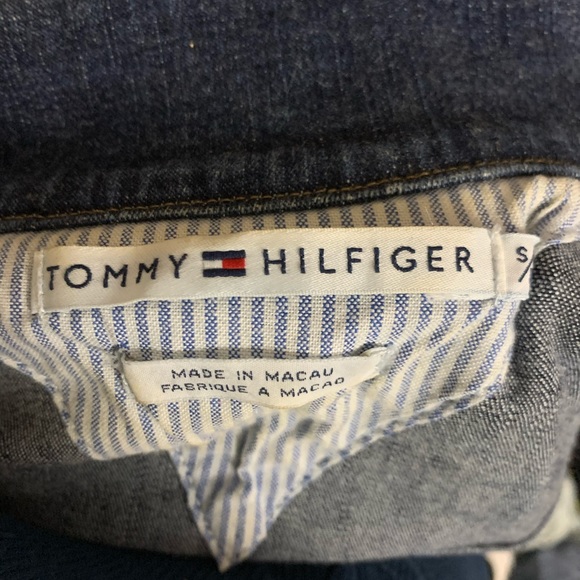 TOMMY HILFIGER
S/
MADE IN MACAU
FABRIQUE A MACAO